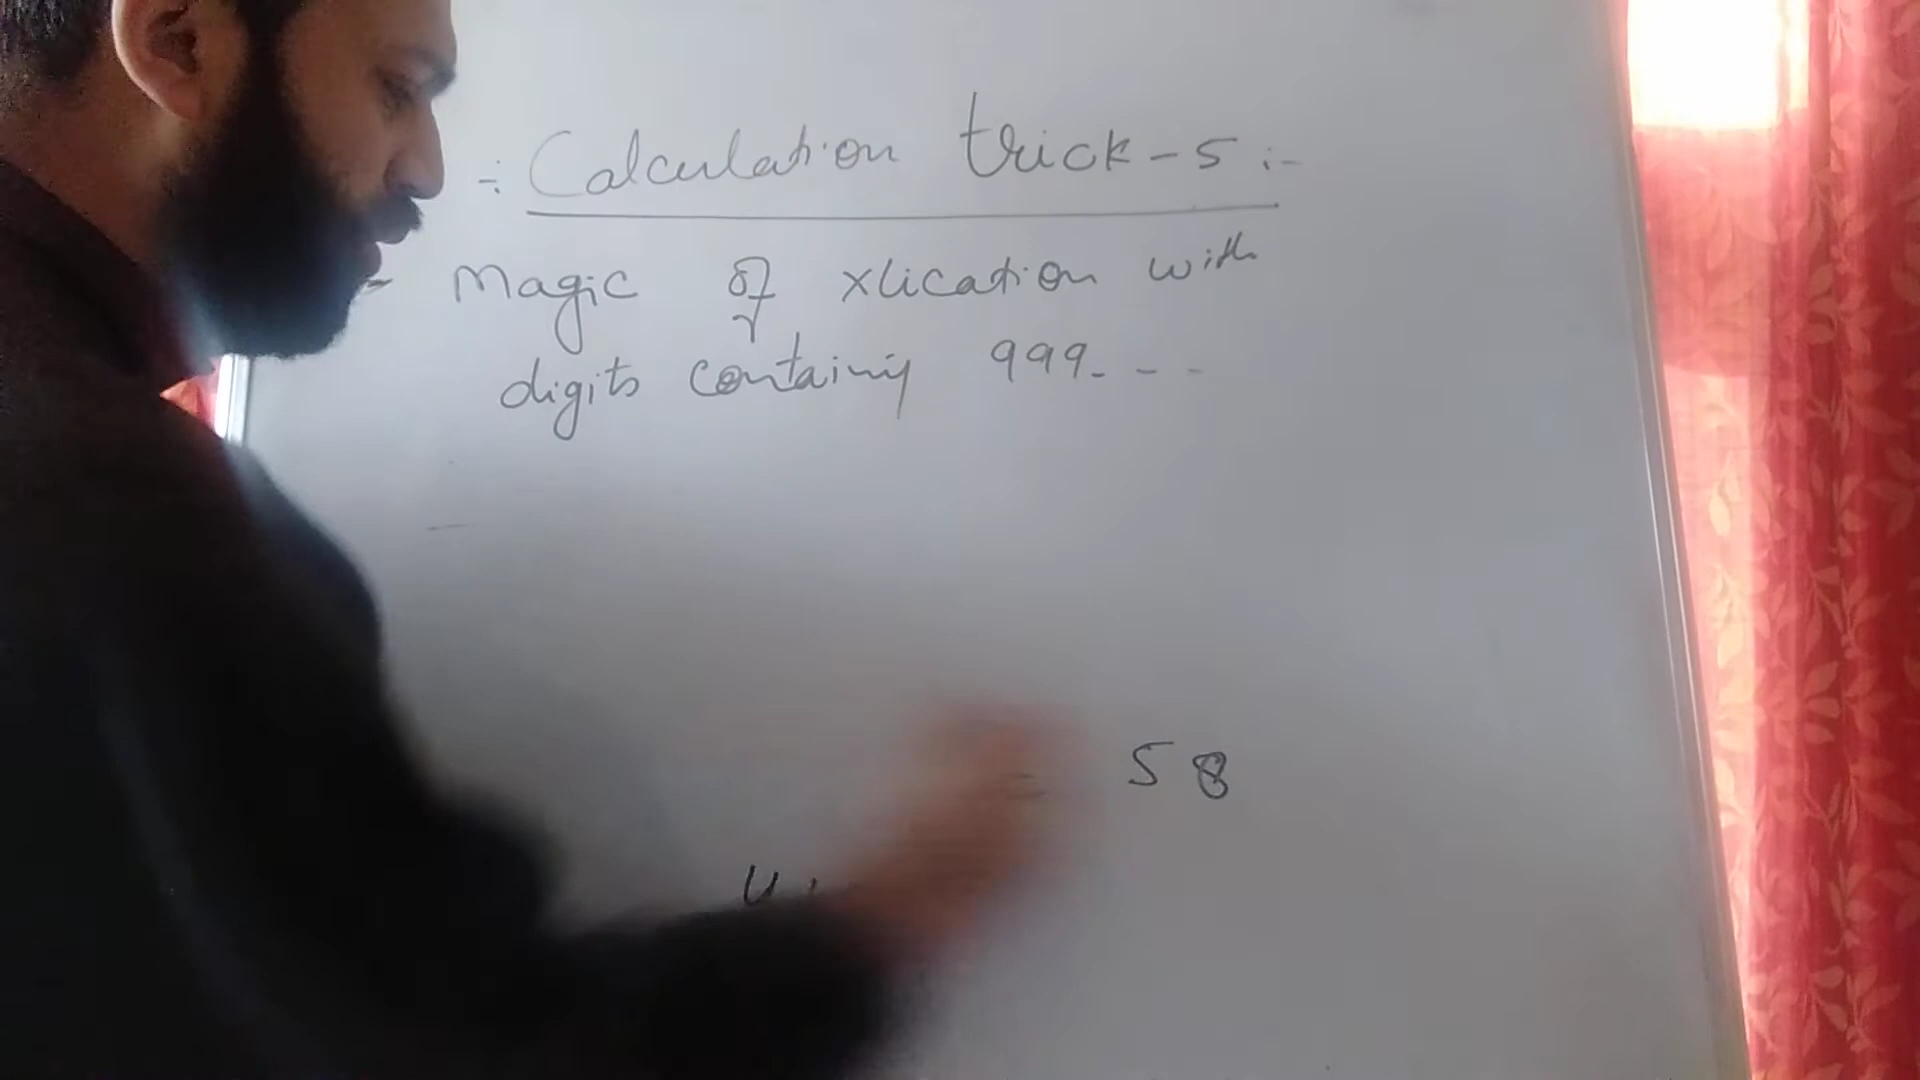 ÷ Calculation trick-5 :-
- Magic of xlication with
digits containing 999- - -
= 58